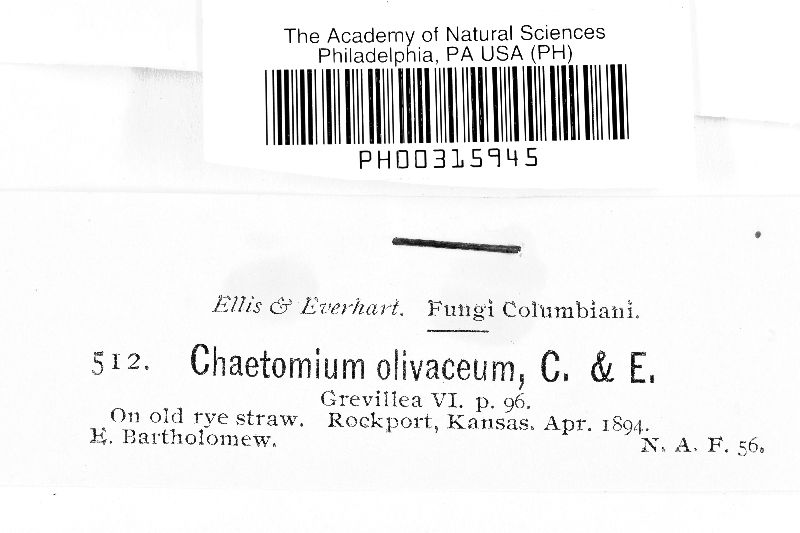 The Academy of Natural Sciences
Philadelphia, PA USA (PH)
PH00315945
Ellis & Everhart. Fungi Columbiani.
512. Chaetomium olivaceum, C. & E.
Grevillea VI. p. 96.
On old rye straw. Rockport, Kansas. Apr. 1894.
E. Bartholomew.
N. A. F. 56.